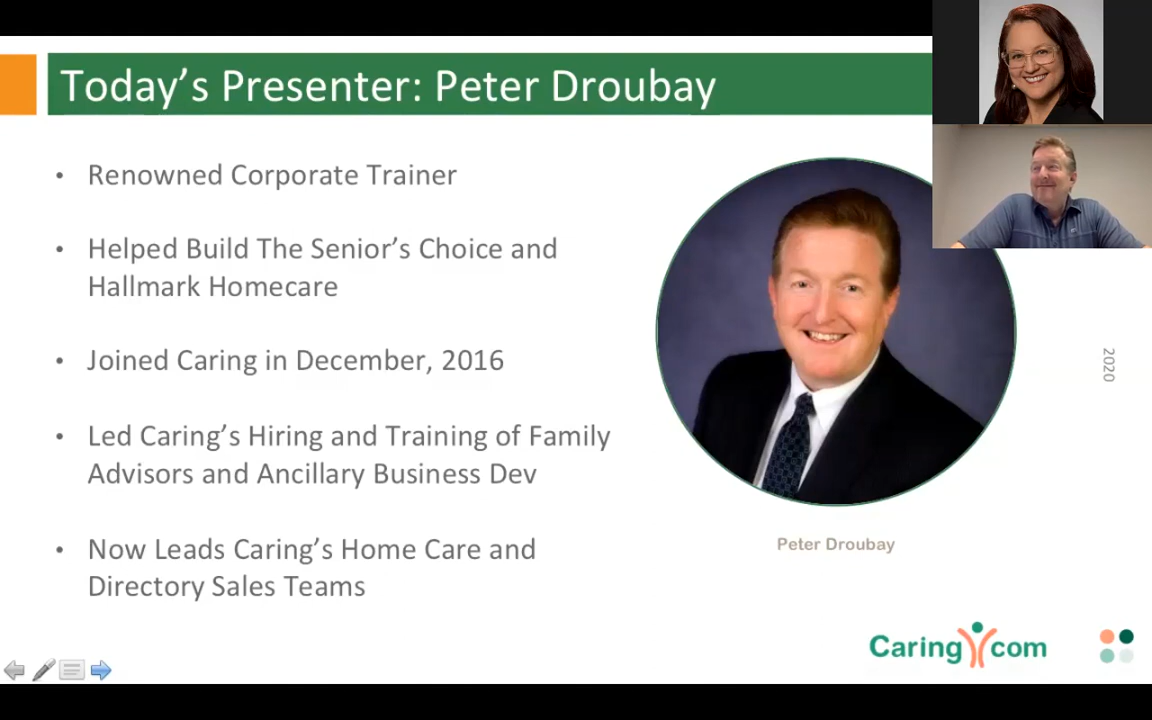 Today's Presenter: Peter Droubay
• Renowned Corporate Trainer
• Helped Build The Senior's Choice and
Hallmark Homecare
• Joined Caring in December, 2016
• Led Caring's Hiring and Training of Family
Advisors and Ancillary Business Dev
• Now Leads Caring's Home Care and
Directory Sales Teams
Peter Droubay
2020
Caring com